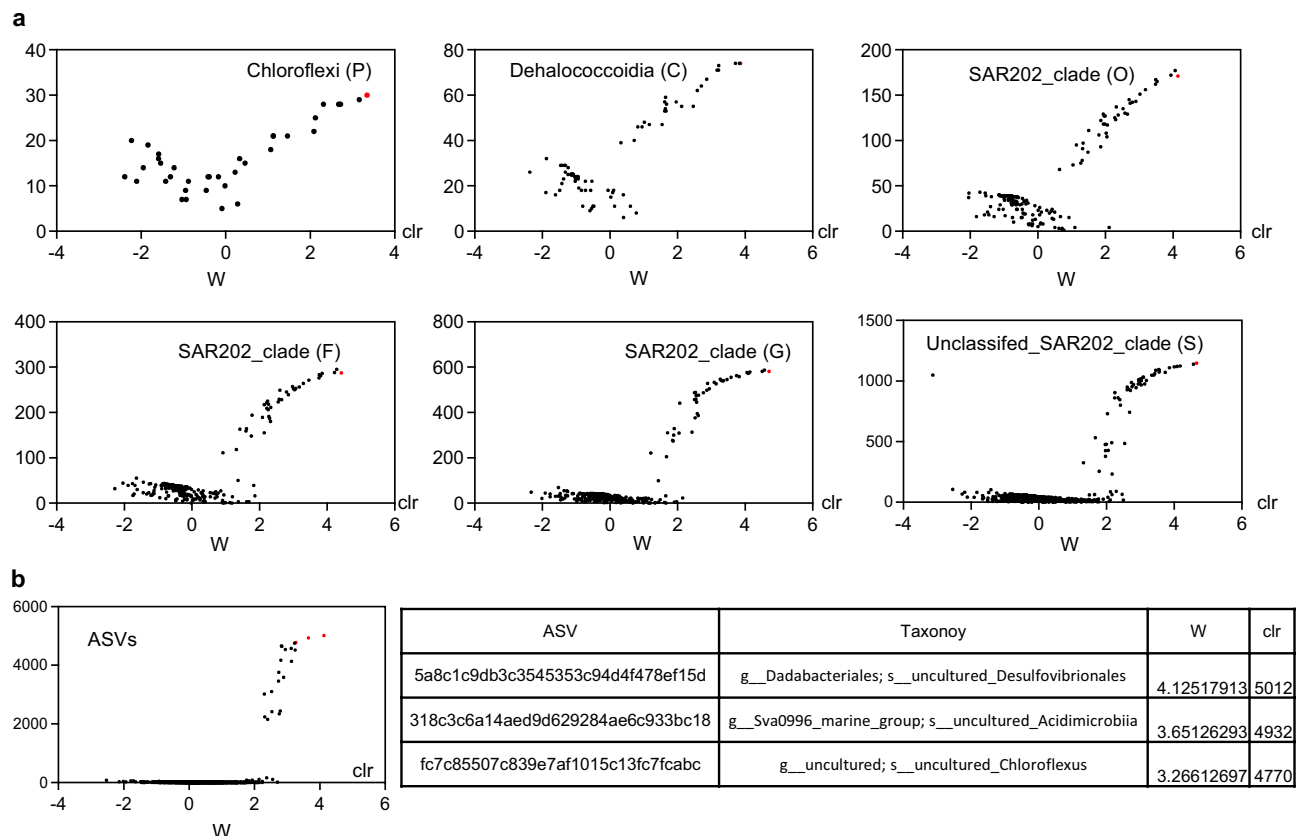 a
Chloroflexi (P)
40
30
20
10
0
-4
-2
0
2
4
clr
W
Dehalococcoidia (C)
80
60
40
20
0
-4
-2
0
2
4
6
clr
W
SAR202_clade (O)
200
150
100
50
0
-4
-2
0
2
4
6
clr
W
SAR202_clade (F)
400
300
200
100
0
-4
-2
0
2
4
6
clr
W
SAR202_clade (G)
800
600
400
200
0
-4
-2
0
2
4
6
clr
W
Unclassifed_SAR202_clade (S)
1500
1000
500
0
-4
-2
0
2
4
6
clr
W
b
ASVs
6000
4000
2000
0
-4
-2
0
2
4
6
clr
W
ASV Taxonoy W clr
5a8c1c9db3c3545353c94d4f478ef15d g__Dadabacteriales; s__uncultured_Desulfovibrionales 4.12517913 5012
318c3c6a14aed9d629284ae6c933bc18 g__Sva0996_marine_group; s__uncultured_Acidimicrobiia 3.65126293 4932
fc7c85507c839e7af1015c13fc7fcabc g__uncultured; s__uncultured_Chloroflexus 3.26612697 4770